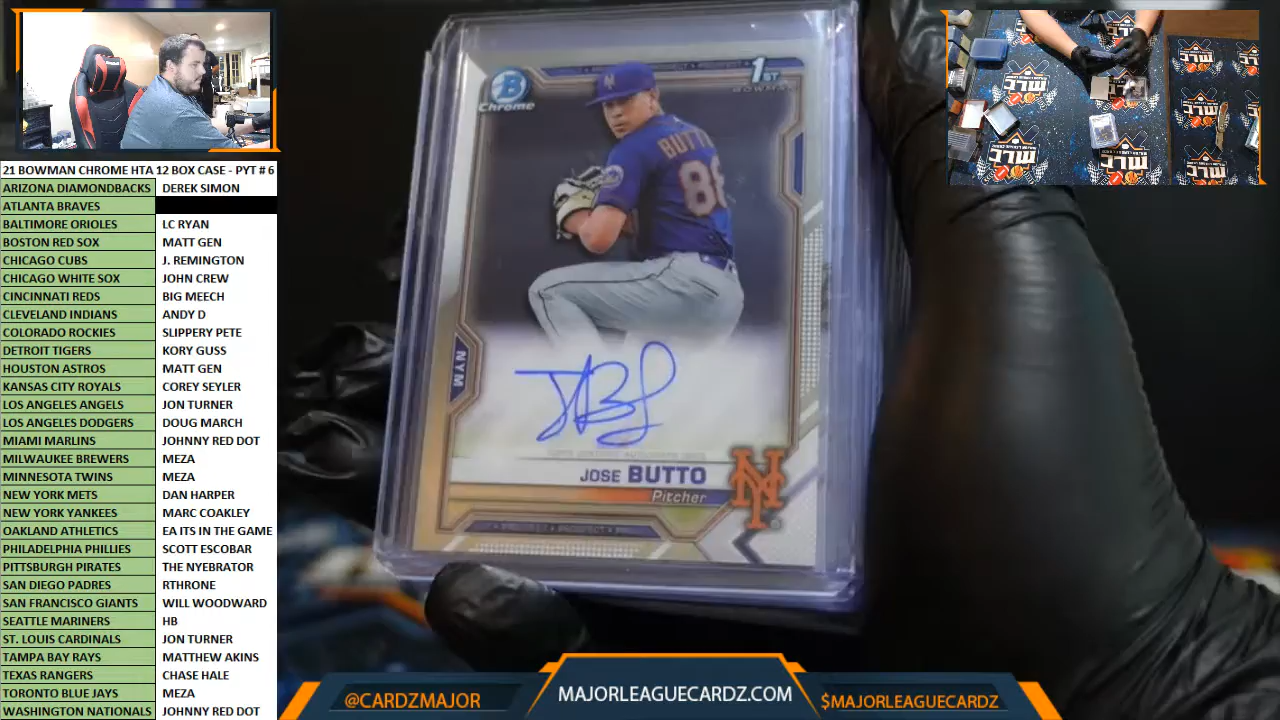 21 BOWMAN CHROME HTA 12 BOX CASE - PYT # 6
ARIZONA DIAMONDBACKS DEREK SIMON
ATLANTA BRAVES
BALTIMORE ORIOLES LC RYAN
BOSTON RED SOX MATT GEN
CHICAGO CUBS J. REMINGTON
CHICAGO WHITE SOX JOHN CREW
CINCINNATI REDS BIG MEECH
CLEVELAND INDIANS ANDY D
COLORADO ROCKIES SLIPPERY PETE
DETROIT TIGERS KORY GUSS
HOUSTON ASTROS MATT GEN
KANSAS CITY ROYALS COREY SEYLER
LOS ANGELES ANGELS JON TURNER
LOS ANGELES DODGERS DOUG MARCH
MIAMI MARLINS JOHNNY RED DOT
MILWAUKEE BREWERS MEZA
MINNESOTA TWINS MEZA
NEW YORK METS DAN HARPER
NEW YORK YANKEES MARC COAKLEY
OAKLAND ATHLETICS EA ITS IN THE GAME
PHILADELPHIA PHILLIES SCOTT ESCOBAR
PITTSBURGH PIRATES THE NYEBRATOR
SAN DIEGO PADRES RTHRONE
SAN FRANCISCO GIANTS WILL WOODWARD
SEATTLE MARINERS HB
ST. LOUIS CARDINALS JON TURNER
TAMPA BAY RAYS MATTHEW AKINS
TEXAS RANGERS CHASE HALE
TORONTO BLUE JAYS MEZA
WASHINGTON NATIONALS JOHNNY RED DOT
B
Chrome
1ST
BOWMAN
BUTTO
86
NYM
JOSE BUTTO
Pitcher
NY
@CARDZMAJOR
MAJORLEAGUECARDZ.COM
$MAJORLEAGUECARDZ